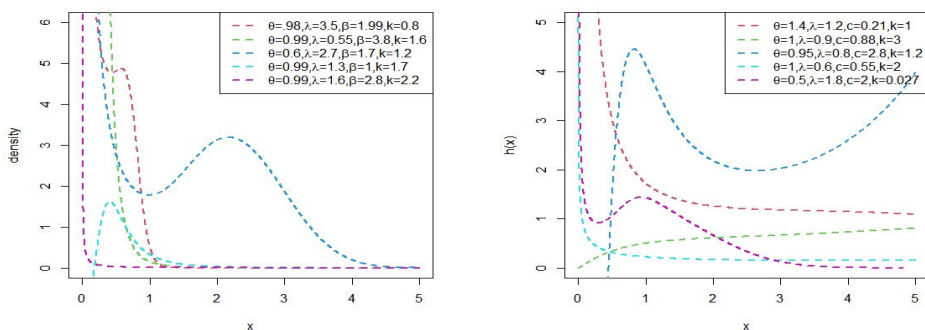 θ=.98,λ=3.5,β=1.99,k=0.8
θ=0.99,λ=0.55,β=3.8,k=1.6
θ=0.6,λ=2.7,β=1.7,k=1.2
θ=0.99,λ=1.3,β=1,k=1.7
θ=0.99,λ=1.6,β=2.8,k=2.2
density
6
5
4
3
2
1
0
0 1 2 3 4 5
x
θ=1.4,λ=1.2,c=0.21,k=1
θ=1,λ=0.9,c=0.88,k=3
θ=0.95,λ=0.8,c=2.8,k=1.2
θ=1,λ=0.6,c=0.55,k=2
θ=0.5,λ=1.8,c=2,k=0.027
h(x)
5
4
3
2
1
0
0 1 2 3 4 5
x